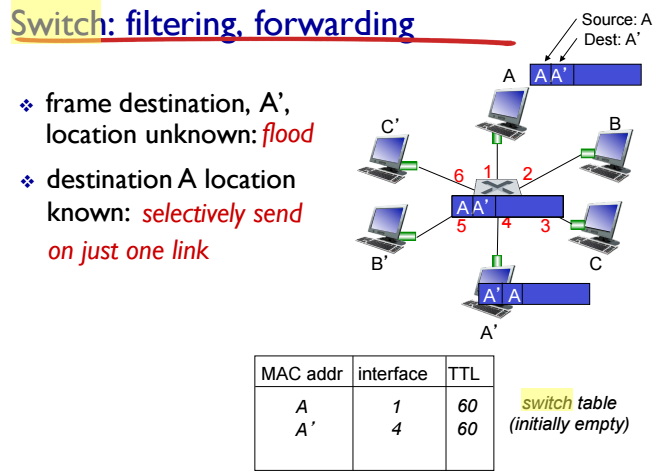 Switch: filtering, forwarding
Source: A
Dest: A’
A A A’
❖ frame destination, A’,
location unknown: flood
❖ destination A location
known: selectively send
on just one link
C’
B
6 1 2
A A’
5 4 3
B’
C
A’ A
A’
MAC addr interface TTL
A 1 60
A’ 4 60
switch table
(initially empty)